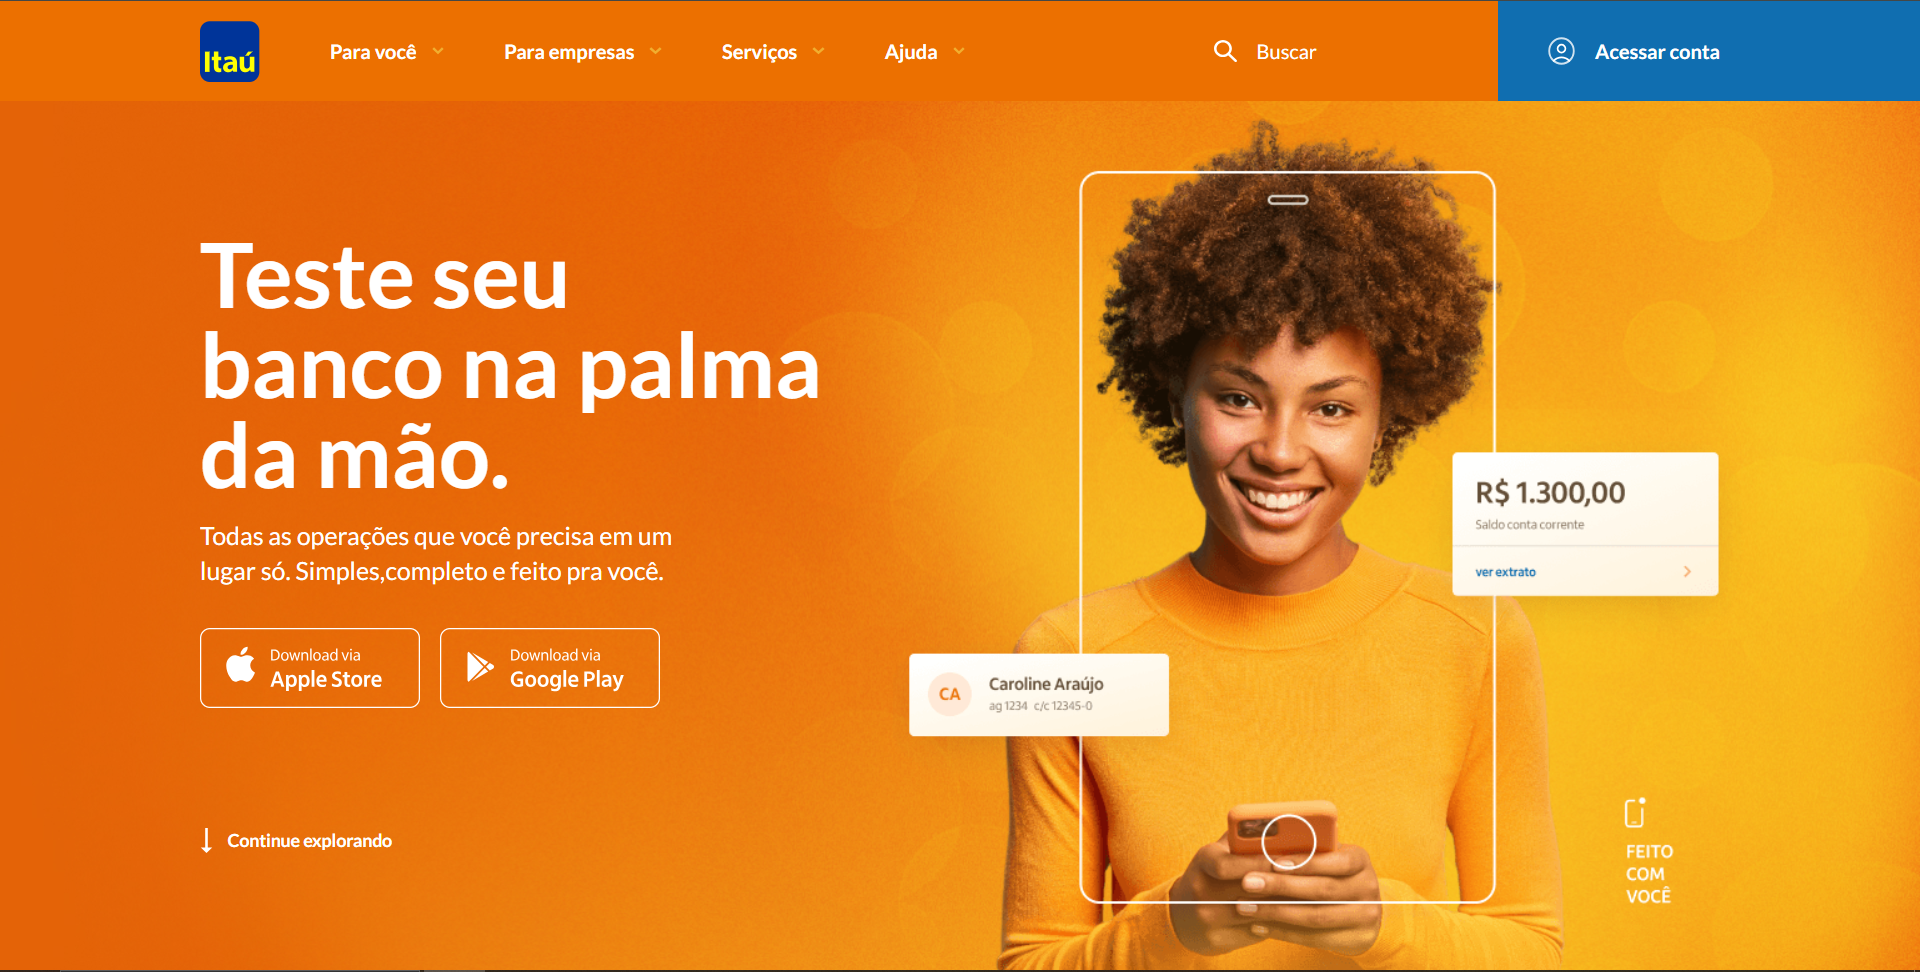 Itaú
Para você
Para empresas
Serviços
Ajuda
Buscar
Acessar conta
Teste seu
banco na palma
da mão.
Todas as operações que você precisa em um
lugar só. Simples,completo e feito pra você.
Download via
Apple Store
Download via
Google Play
Continue explorando
R$ 1.300,00
Saldo conta corrente
ver extrato
CA
Caroline Araújo
ag 1234 c/c 12345-0
FEITO
COM
VOCÊ